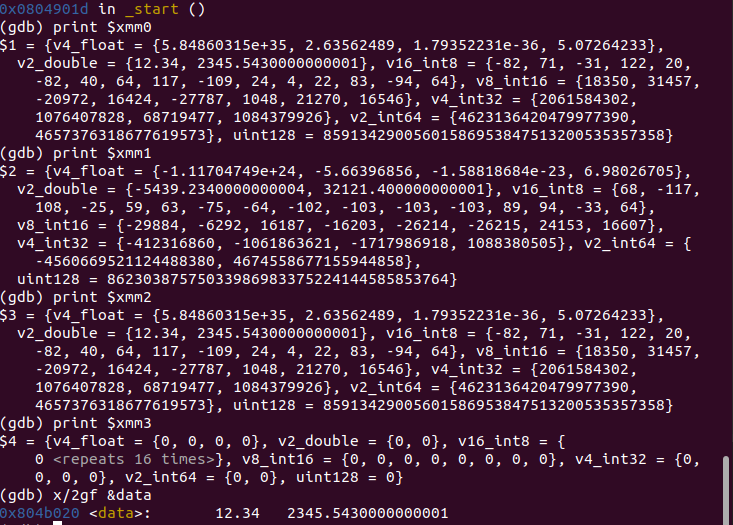 0x0804901d in _start ()
(gdb) print $xmm0
$1 = {v4_float = {5.84860315e+35, 2.63562489, 1.79352231e-36, 5.07264233},
v2_double = {12.34, 2345.5430000000001}, v16_int8 = {-82, 71, -31, 122, 20,
-82, 40, 64, 117, -109, 24, 4, 22, 83, -94, 64}, v8_int16 = {18350, 31457,
-20972, 16424, -27787, 1048, 21270, 16546}, v4_int32 = {2061584302,
1076407828, 68719477, 1084379926}, v2_int64 = {4623136420479977390,
4657376318677619573}, uint128 = 85913429005601586953847513200535357358}
(gdb) print $xmm1
$2 = {v4_float = {-1.11704749e+24, -5.66396856, -1.58818684e-23, 6.98026705},
v2_double = {-5439.2340000000004, 32121.400000000001}, v16_int8 = {68, -117,
108, -25, 59, 63, -75, -64, -102, -103, -103, -103, 89, 94, -33, 64},
v8_int16 = {-29884, -6292, 16187, -16203, -26214, -26215, 24153, 16607},
v4_int32 = {-412316860, -1061863621, -1717986918, 1088380505}, v2_int64 = {
-4560669521124488380, 4674558677155944858},
uint128 = 86230387575033986983375224144585853764}
(gdb) print $xmm2
$3 = {v4_float = {5.84860315e+35, 2.63562489, 1.79352231e-36, 5.07264233},
v2_double = {12.34, 2345.5430000000001}, v16_int8 = {-82, 71, -31, 122, 20,
-82, 40, 64, 117, -109, 24, 4, 22, 83, -94, 64}, v8_int16 = {18350, 31457,
-20972, 16424, -27787, 1048, 21270, 16546}, v4_int32 = {2061584302,
1076407828, 68719477, 1084379926}, v2_int64 = {4623136420479977390,
4657376318677619573}, uint128 = 85913429005601586953847513200535357358}
(gdb) print $xmm3
$4 = {v4_float = {0, 0, 0, 0}, v2_double = {0, 0}, v16_int8 = {
0 <repeats 16 times>}, v8_int16 = {0, 0, 0, 0, 0, 0, 0, 0}, v4_int32 = {0,
0, 0, 0}, v2_int64 = {0, 0}, uint128 = 0}
(gdb) x/2gf &data
0x804b020 <data>: 12.34 2345.5430000000001